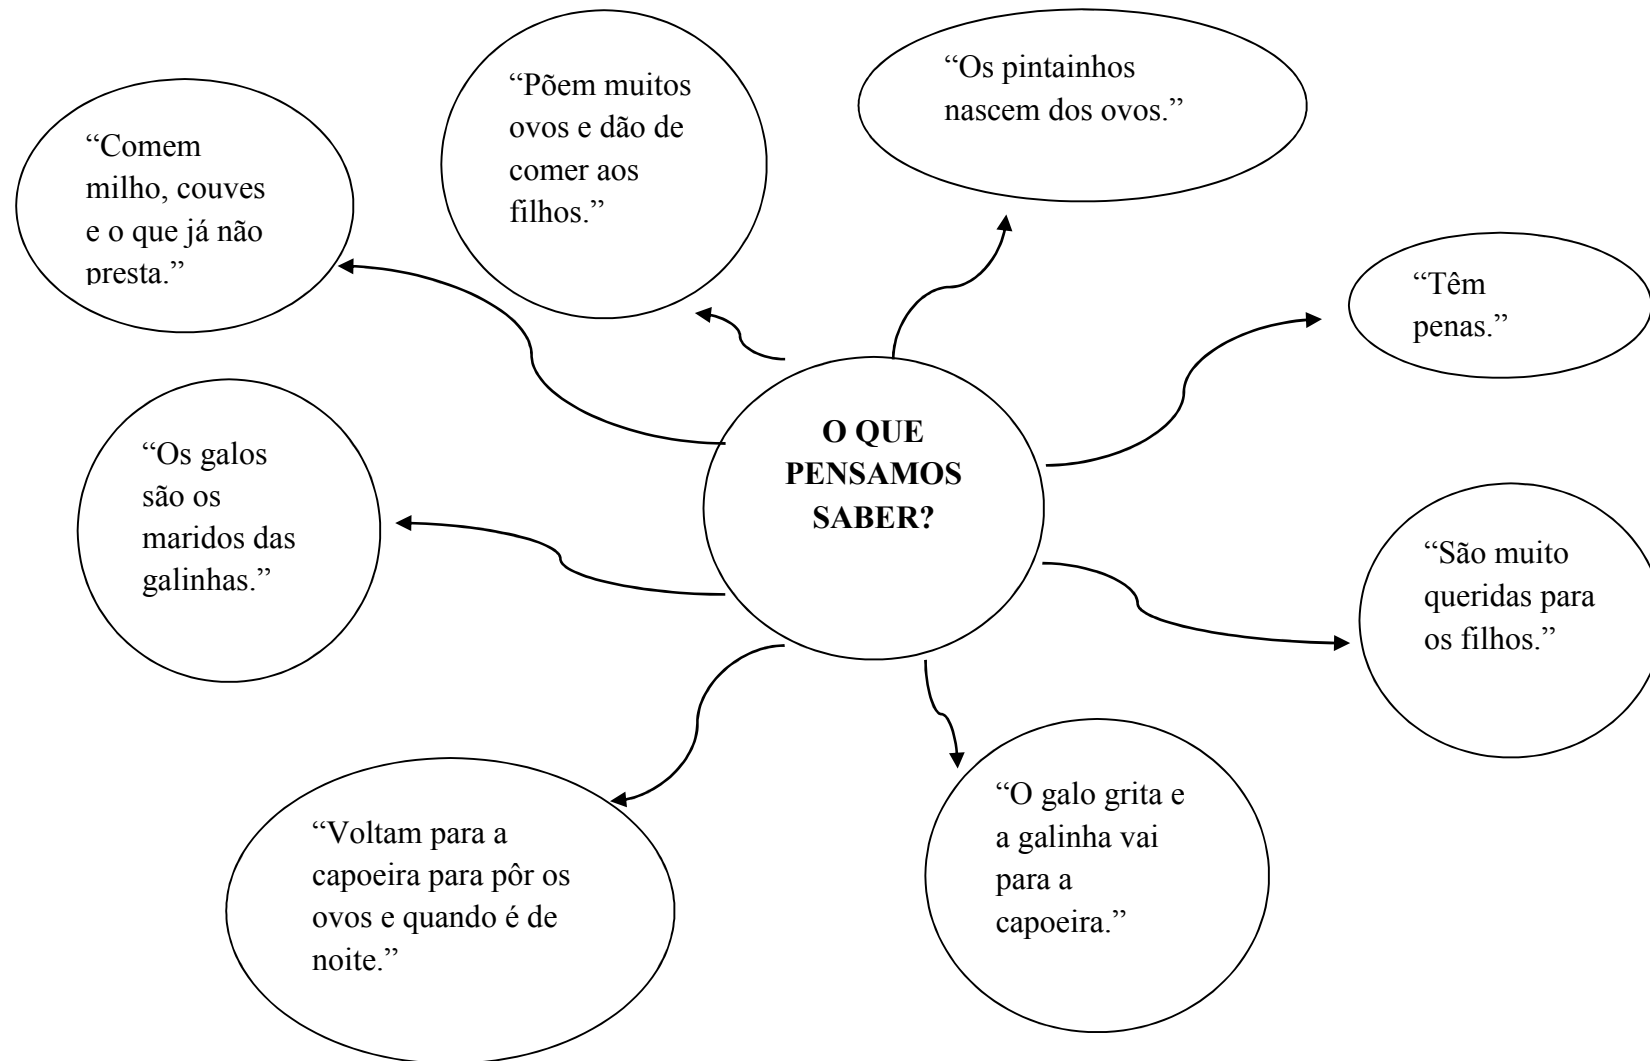 “Comem
milho, couves
e o que já não
presta.”
“Põem muitos
ovos e dão de
comer aos
filhos.”
“Os pintainhos
nascem dos ovos.”
“Têm
penas.”
O QUE
PENSAMOS
SABER?
“Os galos
são os
maridos das
galinhas.”
“São muito
queridas para
os filhos.”
“Voltam para a
capoeira para pôr os
ovos e quando é de
noite.”
“O galo grita e
a galinha vai
para a
capoeira.”